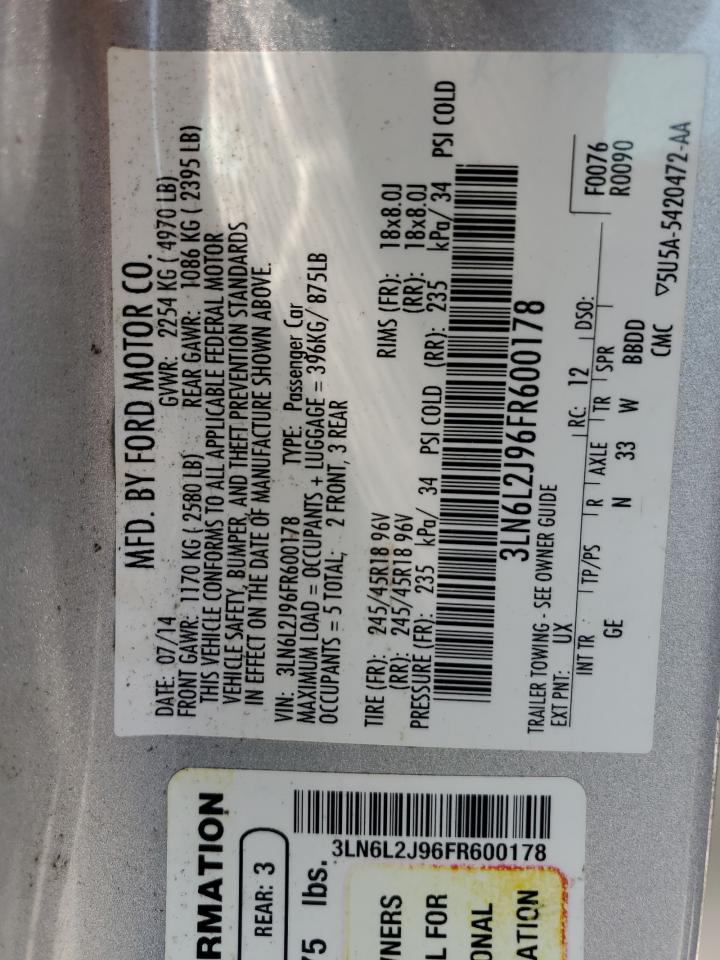 MFD. BY FORD MOTOR CO.
DATE: 07/14 GVWR: 2254 KG ( 4970 LB)
FRONT GAWR: 1170 KG ( 2580 LB) REAR GAWR: 1086 KG ( 2395 LB)
THIS VEHICLE CONFORMS TO ALL APPLICABLE FEDERAL MOTOR
VEHICLE SAFETY, BUMPER, AND THEFT PREVENTION STANDARDS
IN EFFECT ON THE DATE OF MANUFACTURE SHOWN ABOVE.
VIN: 3LN6L2J96FR600178 TYPE: Passenger Car
MAXIMUM LOAD = OCCUPANTS + LUGGAGE = 396KG/ 875LB
OCCUPANTS = 5 TOTAL; 2 FRONT, 3 REAR
TIRE (FR): 245/45R18 96V RIMS (FR): 18x8.0J
(RR): 245/45R18 96V (RR): 18x8.0J
PRESSURE (FR): 235 kPa/ 34 PSI COLD (RR): 235 kPa/ 34 PSI COLD
3LN6L2J96FR600178
TRAILER TOWING - SEE OWNER GUIDE
EXT PNT: UX RC: 12 DSO: F0076
R0090
INT TR TP/PS R AXLE TR SPR
GE N 33 W BBDD
CMC ▽5U5A-5420472-AA
RMATION
REAR: 3
75 lbs.
3LN6L2J96FR600178
NERS
L FOR
ONAL
ATION